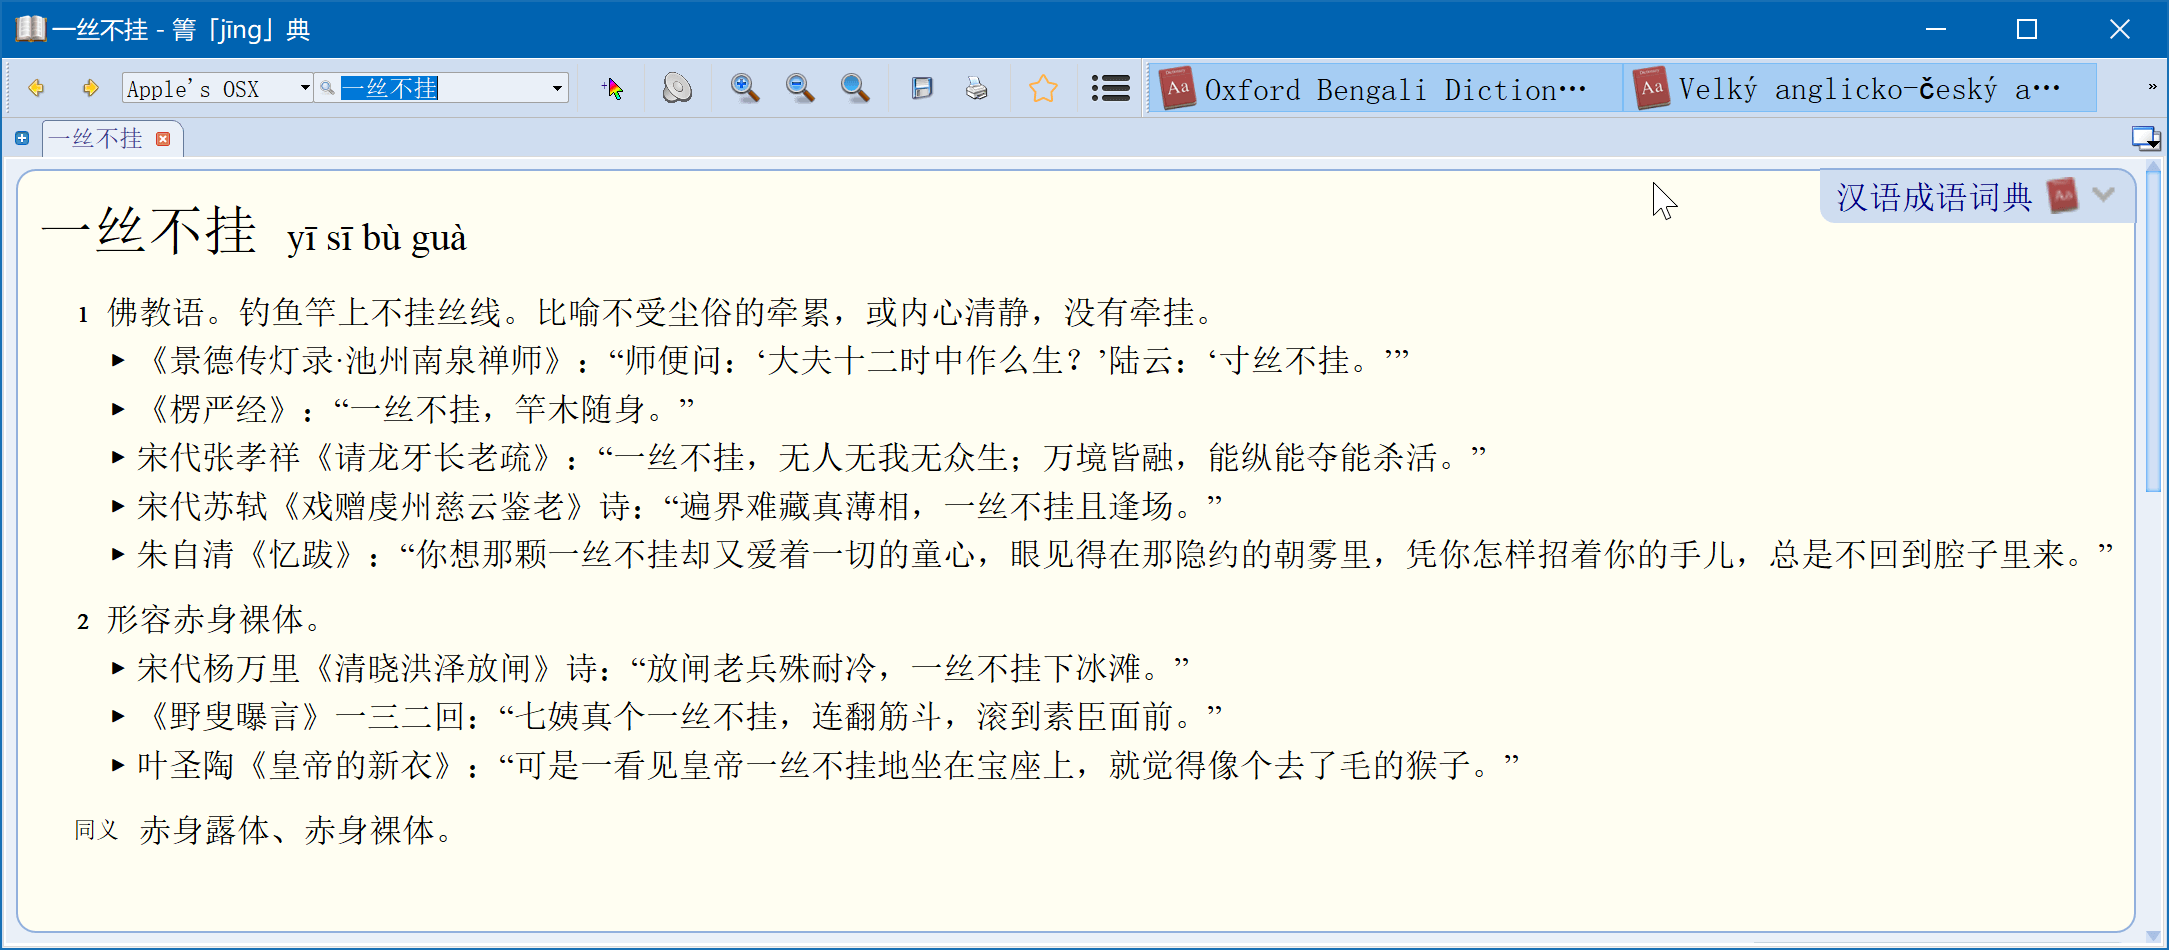 一丝不挂 - 箐「jīng」典
Apple's OSX
一丝不挂
Oxford Bengali Diction…
Velký anglicko-český a…
»
一丝不挂
汉语成语词典
一丝不挂 yī sī bù guà
1 佛教语。钓鱼竿上不挂丝线。比喻不受尘俗的牵累，或内心清静，没有牵挂。
▸ 《景德传灯录·池州南泉禅师》：“师便问：‘大夫十二时中作么生？’陆云：‘寸丝不挂。’”
▸ 《楞严经》：“一丝不挂，竿木随身。”
▸ 宋代张孝祥《请龙牙长老疏》：“一丝不挂，无人无我无众生；万境皆融，能纵能夺能杀活。”
▸ 宋代苏轼《戏赠虔州慈云鉴老》诗：“遍界难藏真薄相，一丝不挂且逢场。”
▸ 朱自清《忆跋》：“你想那颗一丝不挂却又爱着一切的童心，眼见得在那隐约的朝雾里，凭你怎样招着你的手儿，总是不回到腔子里来。”
2 形容赤身裸体。
▸ 宋代杨万里《清晓洪泽放闸》诗：“放闸老兵殊耐冷，一丝不挂下冰滩。”
▸ 《野叟曝言》一三二回：“七姨真个一丝不挂，连翻筋斗，滚到素臣面前。”
▸ 叶圣陶《皇帝的新衣》：“可是一看见皇帝一丝不挂地坐在宝座上，就觉得像个去了毛的猴子。”
同义 赤身露体、赤身裸体。